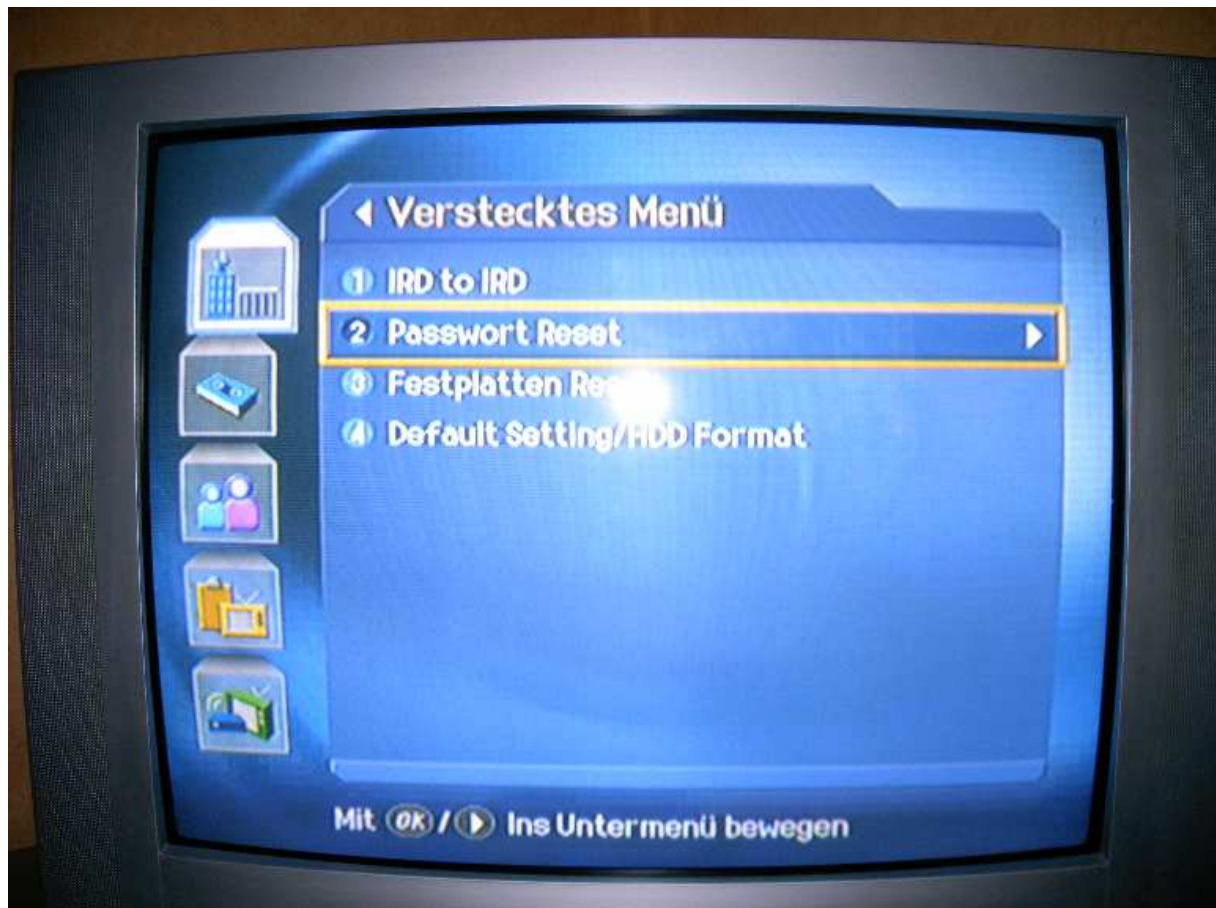 Verstecktes Menü
1 IRD to IRD
2 Passwort Reset
3 Festplatten
4 Default Setting/HDD Format
Mit OK / Ins Untermenü bewegen